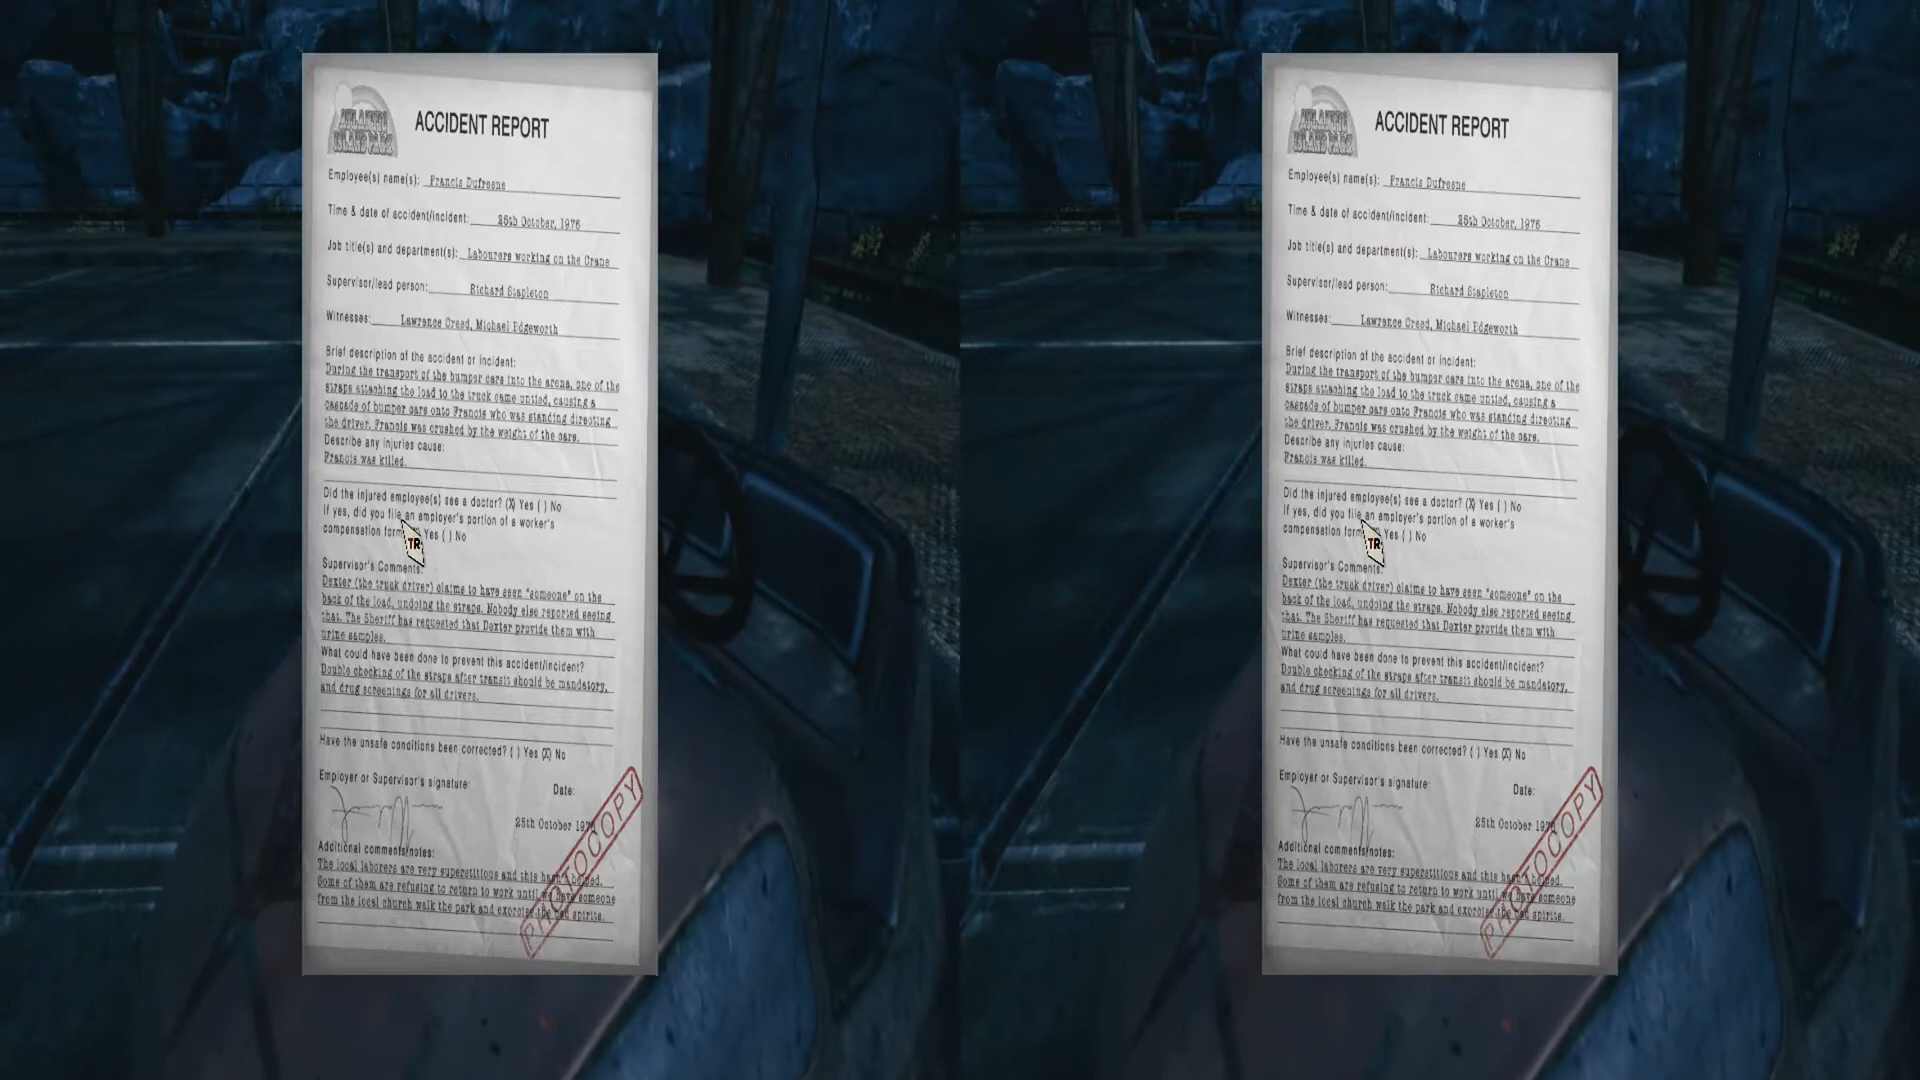 ATLANTIC
ISLAND PARK
ACCIDENT REPORT
Employee(s) name(s): Francis Dufresne
Time & date of accident/incident: 25th October, 1976
Job title(s) and department(s): Labourers working on the Crane
Supervisor/lead person: Richard Stapleton
Witnesses: Lawrence Creed, Michael Edgeworth
Brief description of the accident or incident:
During the transport of the bumper cars into the arena, one of the
straps attaching the load to the truck came untied, causing a
cascade of bumper cars onto Francis who was standing directing
the driver. Francis was crushed by the weight of the cars.
Describe any injuries cause:
Francis was killed.
Did the injured employee(s) see a doctor? (X) Yes ( ) No
If yes, did you file an employer's portion of a worker's
compensation form Yes ( ) No
TR
Supervisor's Comments:
Dexter (the truck driver) claims to have seen "someone" on the
back of the load, undoing the straps. Nobody else reported seeing
that. The Sheriff has requested that Dexter provide them with
urine samples.
What could have been done to prevent this accident/incident?
Double checking of the straps after transit should be mandatory,
and drug screenings for all drivers.
Have the unsafe conditions been corrected? ( ) Yes (X) No
Employer or Supervisor's signature: Date:
25th October 1976
Additional comments/notes:
The local laborers are very superstitious and this hasn't helped.
Some of them are refusing to return to work until we have someone
from the local church walk the park and exorcise the bad spirits.
PHOTOCOPY
ATLANTIC
ISLAND PARK
ACCIDENT REPORT
Employee(s) name(s): Francis Dufresne
Time & date of accident/incident: 25th October, 1976
Job title(s) and department(s): Labourers working on the Crane
Supervisor/lead person: Richard Stapleton
Witnesses: Lawrence Creed, Michael Edgeworth
Brief description of the accident or incident:
During the transport of the bumper cars into the arena, one of the
straps attaching the load to the truck came untied, causing a
cascade of bumper cars onto Francis who was standing directing
the driver. Francis was crushed by the weight of the cars.
Describe any injuries cause:
Francis was killed.
Did the injured employee(s) see a doctor? (X) Yes ( ) No
If yes, did you file an employer's portion of a worker's
compensation form Yes ( ) No
TR
Supervisor's Comments:
Dexter (the truck driver) claims to have seen "someone" on the
back of the load, undoing the straps. Nobody else reported seeing
that. The Sheriff has requested that Dexter provide them with
urine samples.
What could have been done to prevent this accident/incident?
Double checking of the straps after transit should be mandatory,
and drug screenings for all drivers.
Have the unsafe conditions been corrected? ( ) Yes (X) No
Employer or Supervisor's signature: Date:
25th October 1976
Additional comments/notes:
The local laborers are very superstitious and this hasn't helped.
Some of them are refusing to return to work until we have someone
from the local church walk the park and exorcise the bad spirits.
PHOTOCOPY